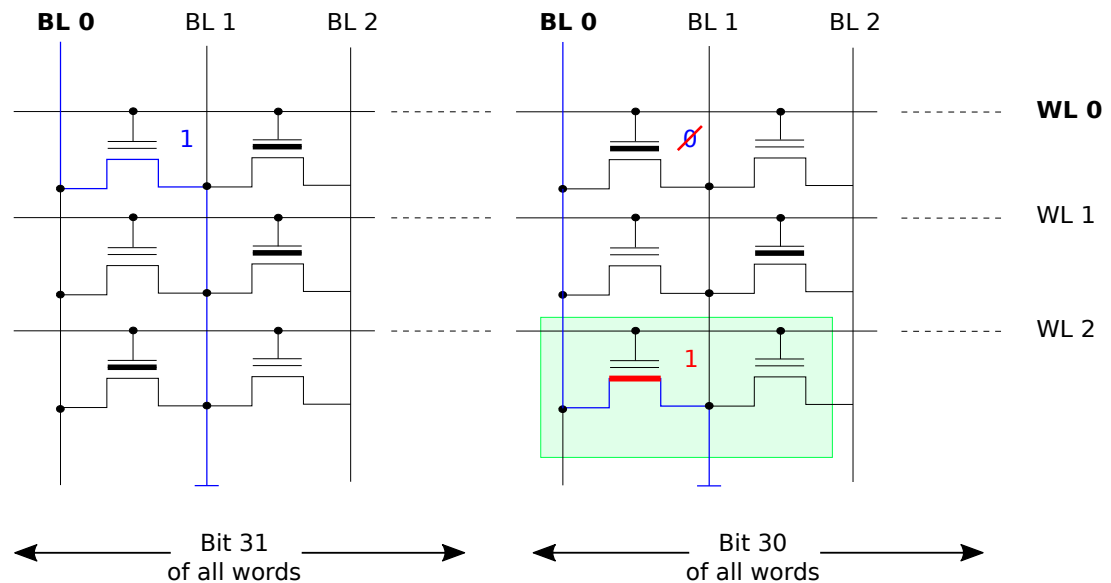 BL 0 BL 1 BL 2 BL 0 BL 1 BL 2
WL 0
1 0
WL 1
WL 2
1
Bit 31
of all words
Bit 30
of all words